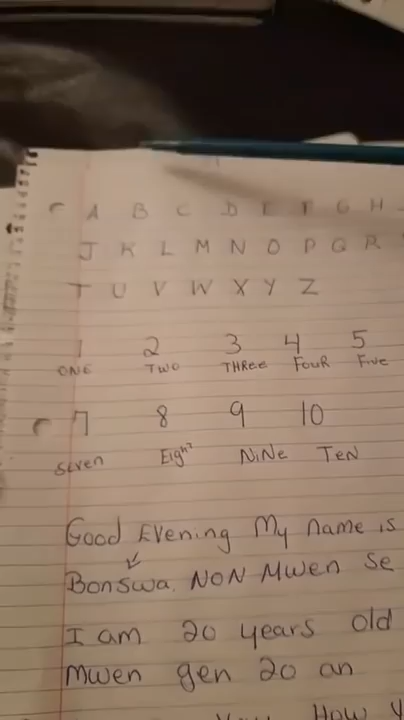 A B C D E F G H
J K L M N O P Q R
T U V W X Y Z
1 2 3 4 5
ONE TWO THREE FOUR FIVE
7 8 9 10
SEVEN Eight NiNe TeN
Good Evening My name is
Bonswa. NON Mwen se
I am 20 years old
Mwen gen 20 an
How